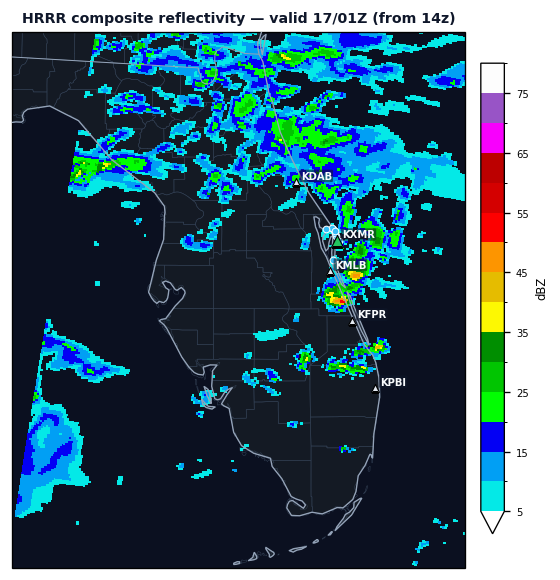 HRRR composite reflectivity — valid 17/01Z (from 14z)
KDAB
KXMR
KMLB
KFPR
KPBI
75
65
55
45
35
25
15
5
dBZ